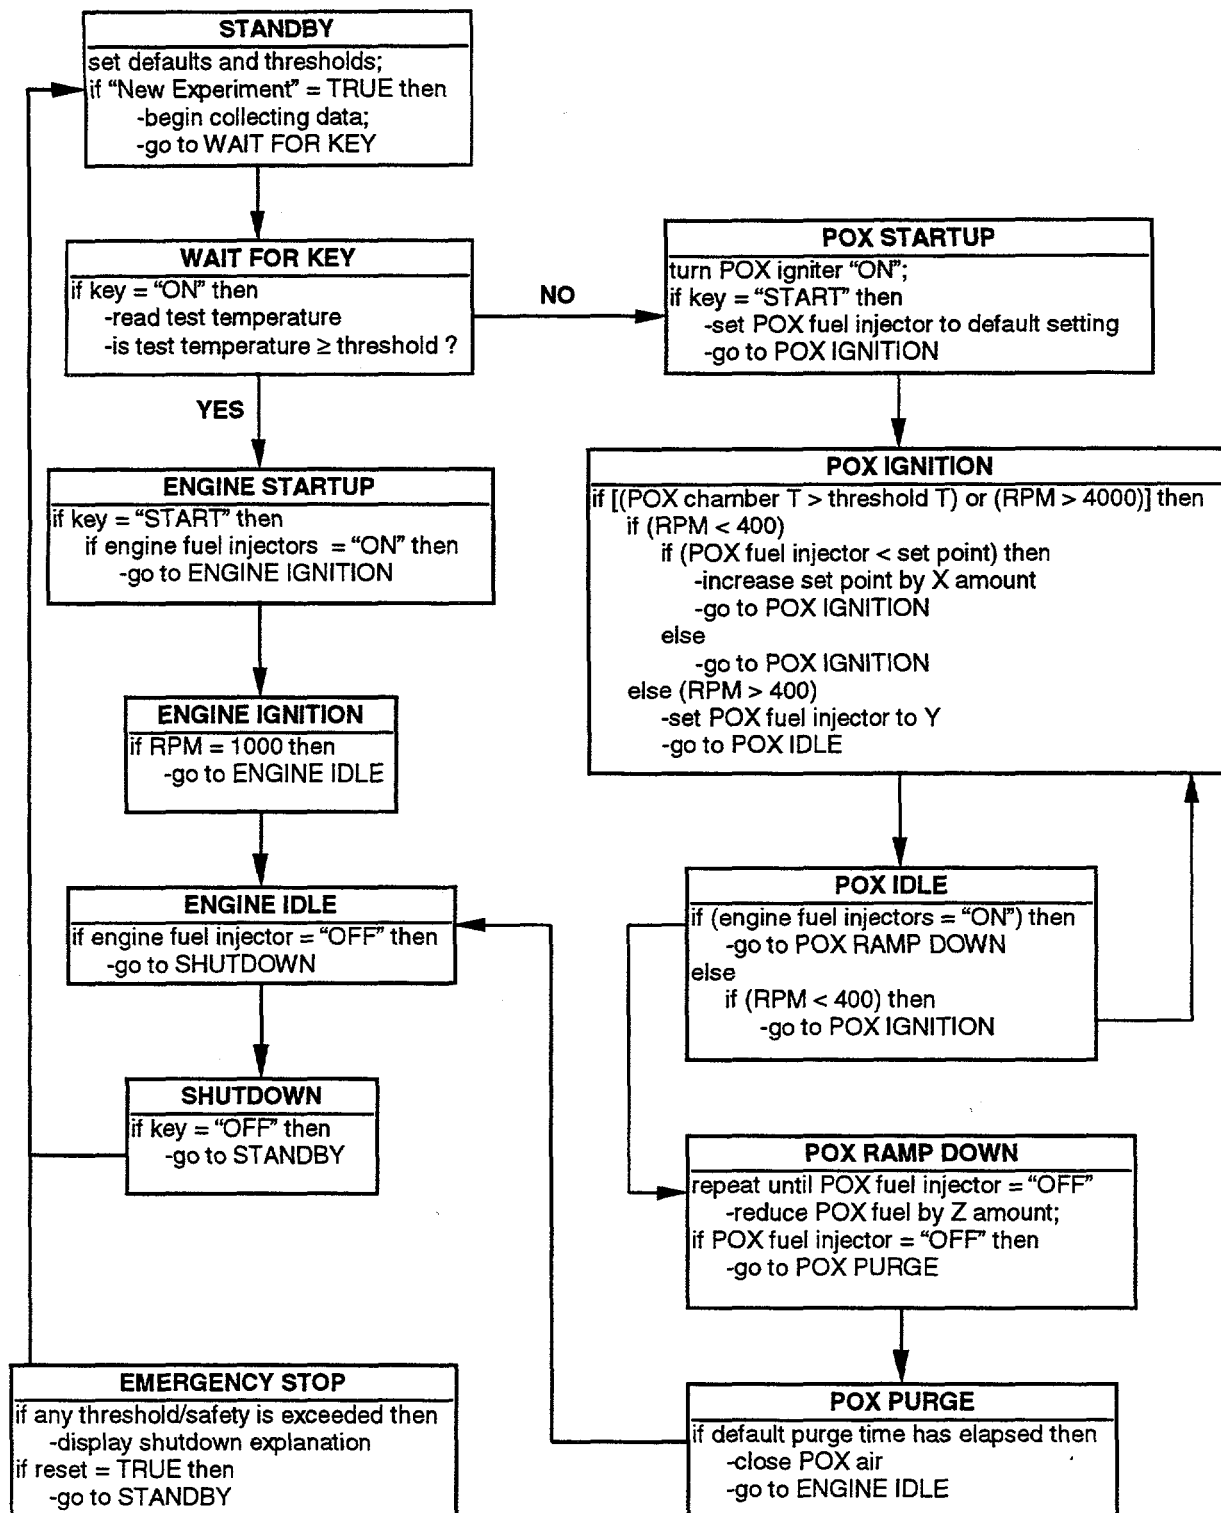 STANDBY
set defaults and thresholds;
if “New Experiment” = TRUE then
-begin collecting data;
-go to WAIT FOR KEY
WAIT FOR KEY
if key = “ON” then
-read test temperature
-is test temperature ≥ threshold ?
NO
YES
POX STARTUP
turn POX igniter “ON”;
if key = “START” then
-set POX fuel injector to default setting
-go to POX IGNITION
ENGINE STARTUP
if key = “START” then
if engine fuel injectors = “ON” then
-go to ENGINE IGNITION
POX IGNITION
if [(POX chamber T > threshold T) or (RPM > 4000)] then
if (RPM < 400)
if (POX fuel injector < set point) then
-increase set point by X amount
-go to POX IGNITION
else
-go to POX IGNITION
else (RPM > 400)
-set POX fuel injector to Y
-go to POX IDLE
ENGINE IGNITION
if RPM = 1000 then
-go to ENGINE IDLE
ENGINE IDLE
if engine fuel injector = “OFF” then
-go to SHUTDOWN
POX IDLE
if (engine fuel injectors = “ON”) then
-go to POX RAMP DOWN
else
if (RPM < 400) then
-go to POX IGNITION
SHUTDOWN
if key = “OFF” then
-go to STANDBY
POX RAMP DOWN
repeat until POX fuel injector = “OFF”
-reduce POX fuel by Z amount;
if POX fuel injector = “OFF” then
-go to POX PURGE
EMERGENCY STOP
if any threshold/safety is exceeded then
-display shutdown explanation
if reset = TRUE then
-go to STANDBY
POX PURGE
if default purge time has elapsed then
-close POX air
-go to ENGINE IDLE